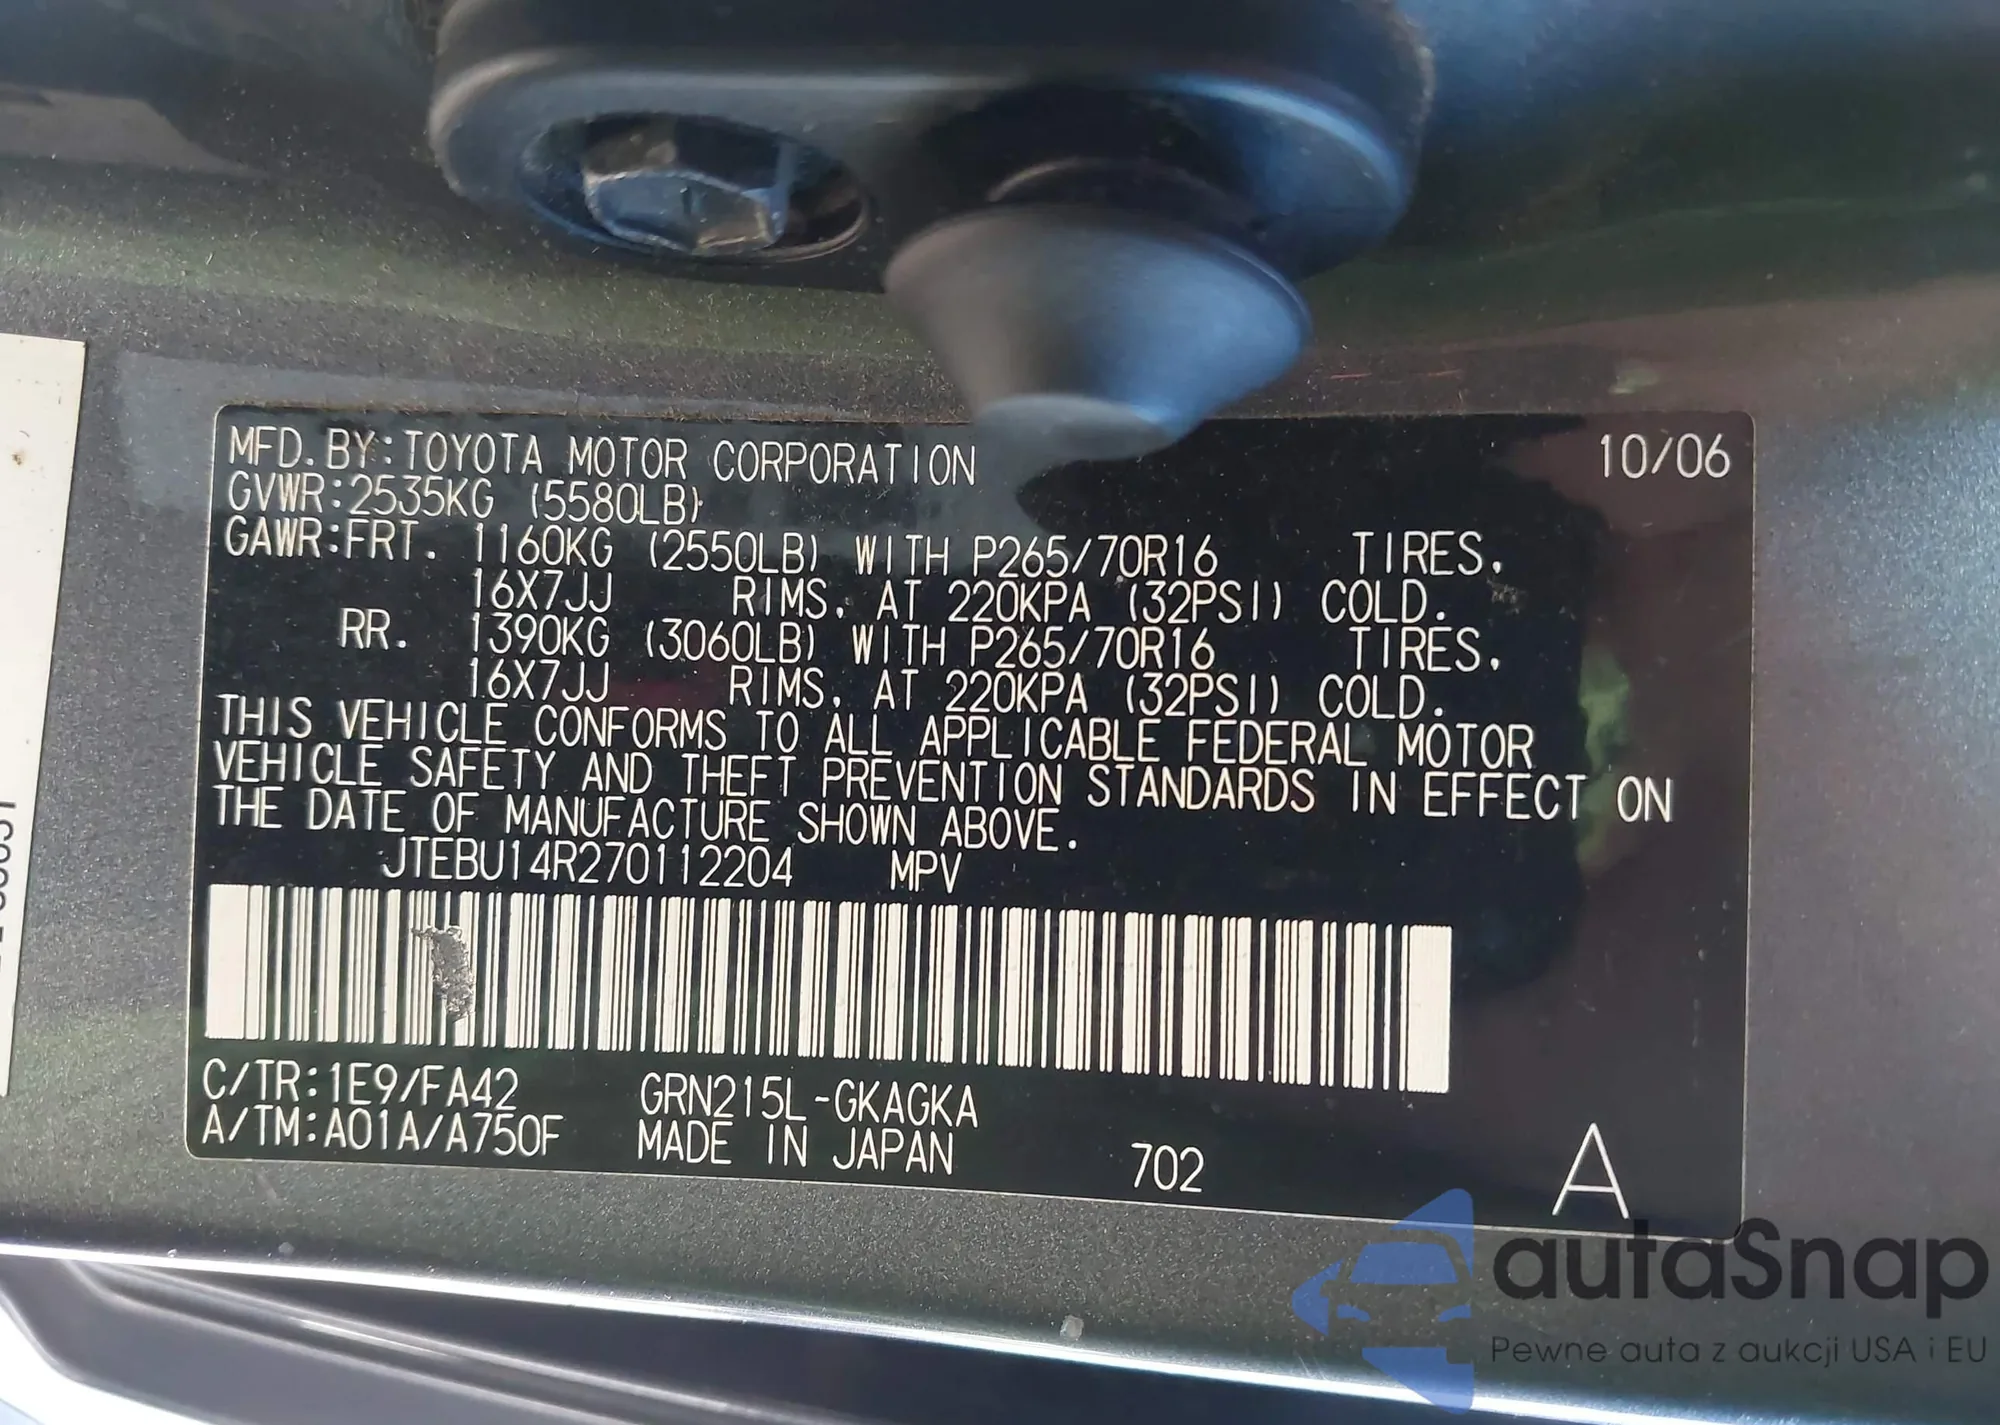 MFD. BY: TOYOTA MOTOR CORPORATION 10/06
GVWR: 2535KG (5580LB)
GAWR: FRT. 1160KG (2550LB) WITH P265/70R16 TIRES,
16X7JJ RIMS, AT 220KPA (32PSI) COLD.
RR. 1390KG (3060LB) WITH P265/70R16 TIRES,
16X7JJ RIMS, AT 220KPA (32PSI) COLD.
THIS VEHICLE CONFORMS TO ALL APPLICABLE FEDERAL MOTOR
VEHICLE SAFETY AND THEFT PREVENTION STANDARDS IN EFFECT ON
THE DATE OF MANUFACTURE SHOWN ABOVE.
JTEBU14R270112204 MPV
C/TR: 1E9/FA42 GRN215L-GKAGKA
A/TM: A01A/A750F MADE IN JAPAN 702 A
autaSnap
Pewne auta z aukcji USA i EU